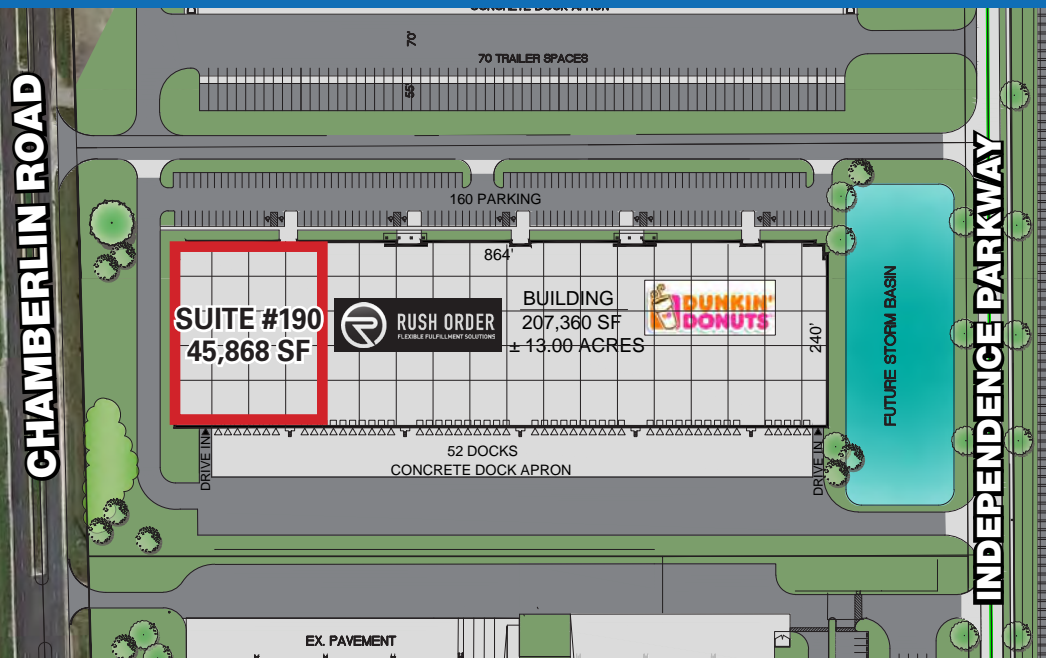 CONCRETE DOCK APRON
70'
70 TRAILER SPACES
55'
CHAMBERLIN ROAD
160 PARKING
864'
SUITE #190
45,868 SF
R
RUSH ORDER
FLEXIBLE FULFILLMENT SOLUTIONS
BUILDING
207,360 SF
± 13.00 ACRES
DUNKIN'
DONUTS
240'
FUTURE STORM BASIN
INDEPENDENCE PARKWAY
DRIVE IN
52 DOCKS
CONCRETE DOCK APRON
DRIVE IN
EX. PAVEMENT